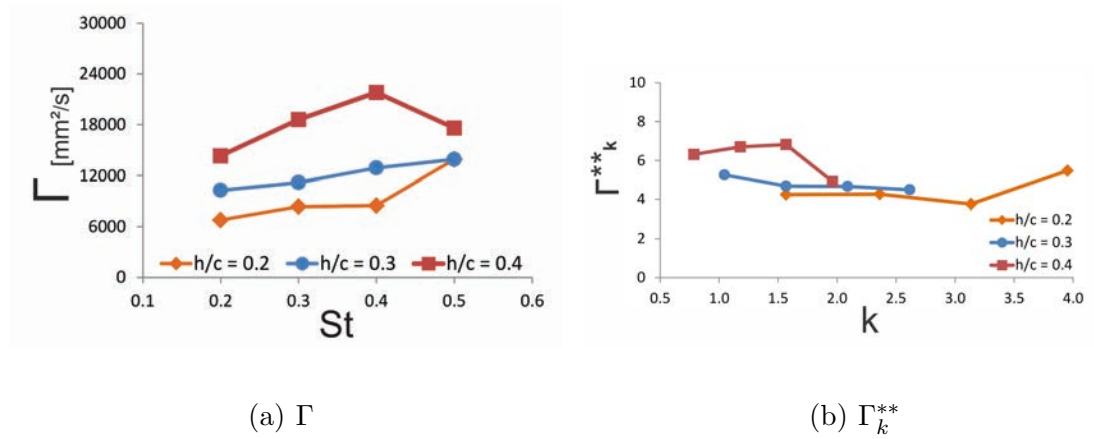 30000
24000
18000
12000
6000
0
Γ [mm²/s]
h/c = 0.2 h/c = 0.3 h/c = 0.4
0.1 0.2 0.3 0.4 0.5 0.6
St
10
8
6
4
2
0
Γ**k
h/c = 0.2
h/c = 0.3
h/c = 0.4
0.5 1.0 1.5 2.0 2.5 3.0 3.5 4.0
k
(a) Γ
(b) Γ**k